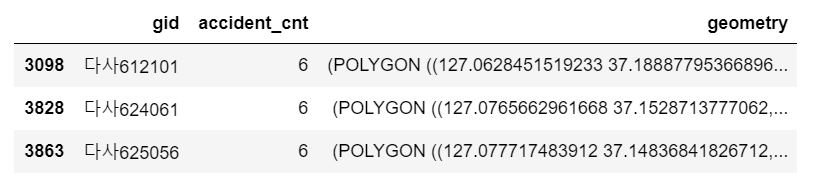 gid accident_cnt geometry
3098 다사612101 6 (POLYGON ((127.0628451519233 37.18887795366896...
3828 다사624061 6 (POLYGON ((127.0765662961668 37.1528713777062,...
3863 다사625056 6 (POLYGON ((127.077717483912 37.14836841826712,...